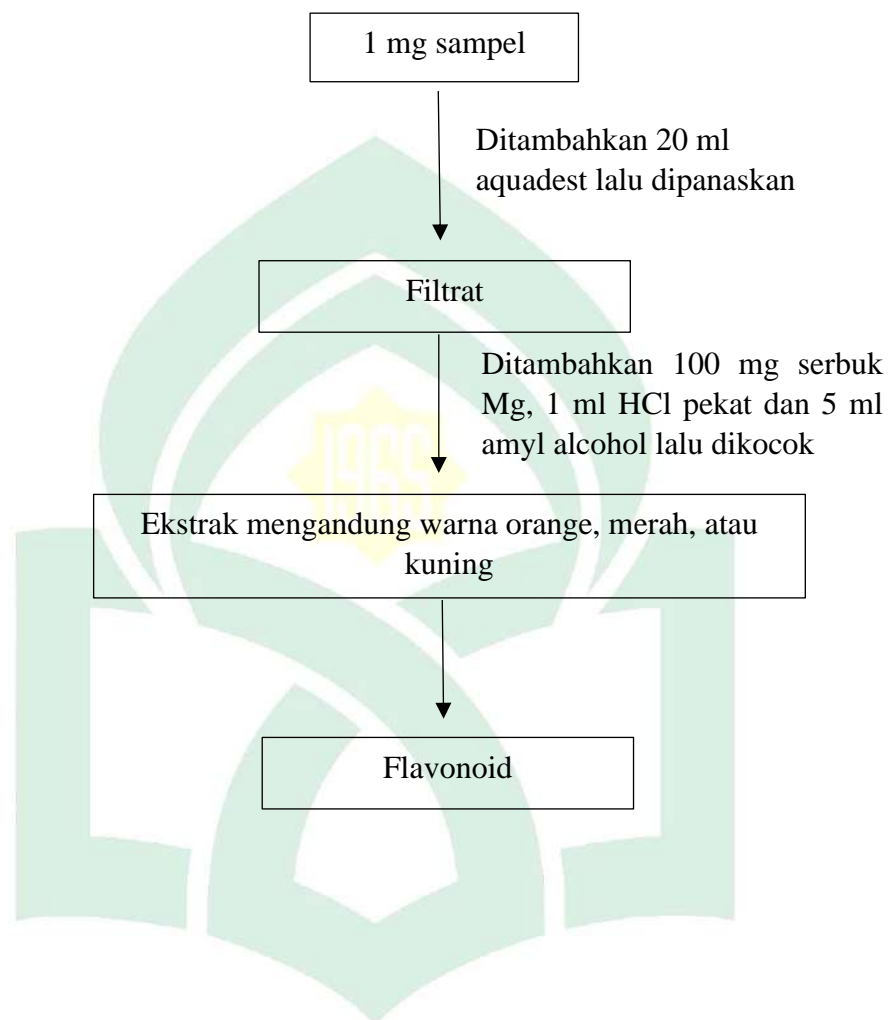 1 mg sampel
Ditambahkan 20 ml
aquadest lalu dipanaskan
Filtrat
Ditambahkan 100 mg serbuk
Mg, 1 ml HCl pekat dan 5 ml
amyl alcohol lalu dikocok
1965
Ekstrak mengandung warna orange, merah, atau
kuning
Flavonoid